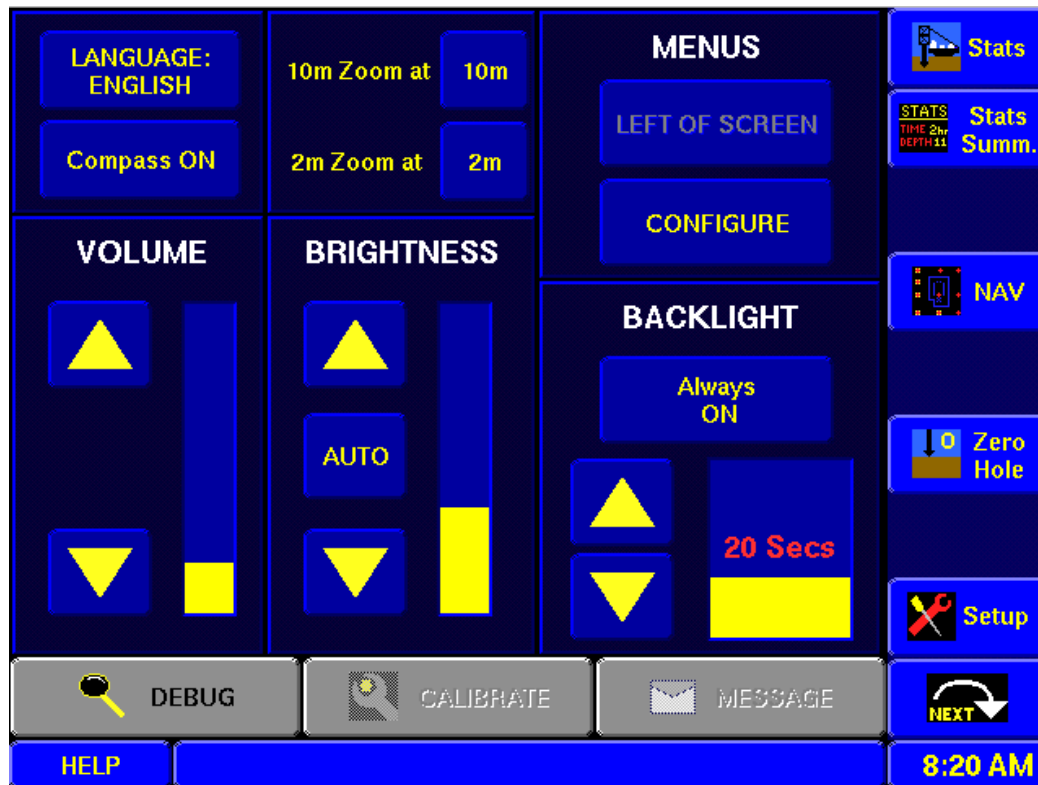 LANGUAGE:
ENGLISH
Compass ON
10m Zoom at
10m
2m Zoom at
2m
MENUS
LEFT OF SCREEN
CONFIGURE
VOLUME
BRIGHTNESS
AUTO
BACKLIGHT
Always
ON
20 Secs
Stats
STATS
TIME 2hr
DEPTH 11
Stats
Summ.
NAV
0
Zero
Hole
Setup
DEBUG
CALIBRATE
MESSAGE
NEXT
HELP
8:20 AM